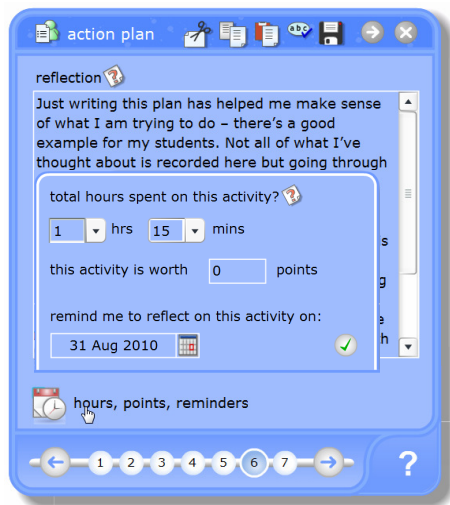 action plan
abc
reflection
Just writing this plan has helped me make sense
of what I am trying to do – there's a good
example for my students. Not all of what I've
thought about is recorded here but going through
total hours spent on this activity?
1 hrs 15 mins
s
this activity is worth 0 points
g
remind me to reflect on this activity on:
e
31 Aug 2010
h
hours, points, reminders
1 2 3 4 5 6 7 ?